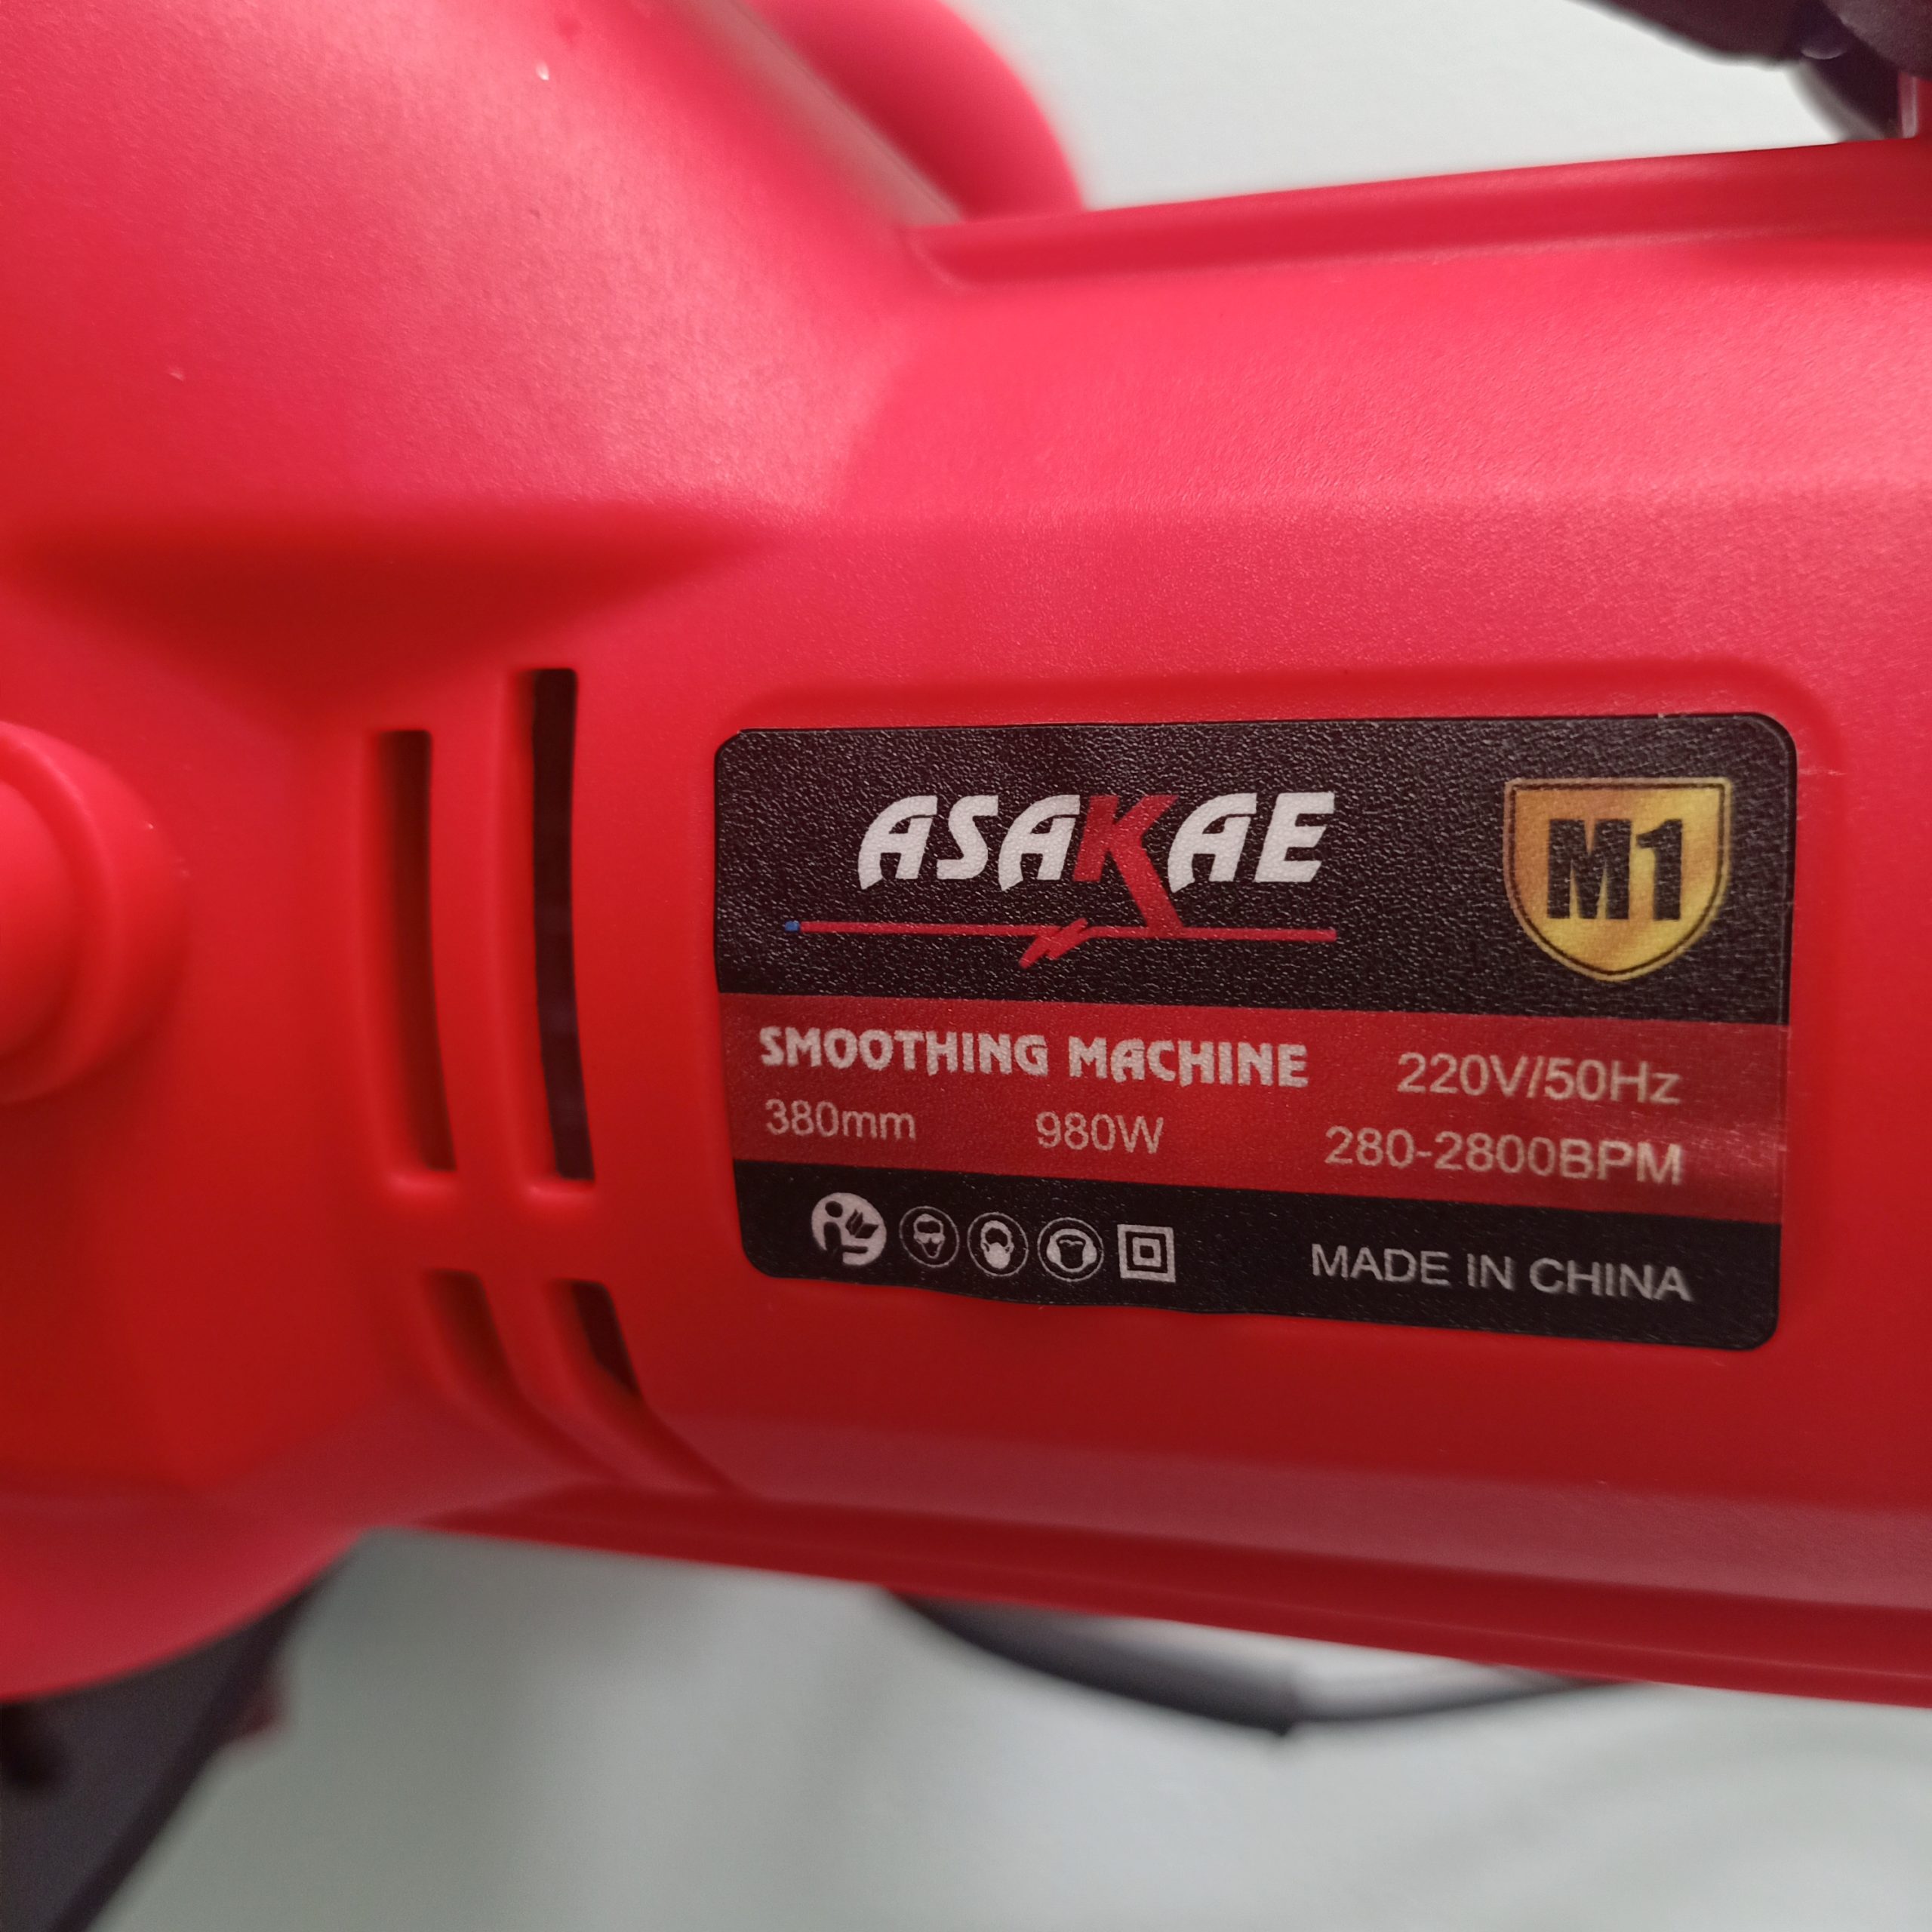 ASAKAE
M1
SMOOTHING MACHINE 220V/50Hz
380mm 980W 280-2800BPM
MADE IN CHINA